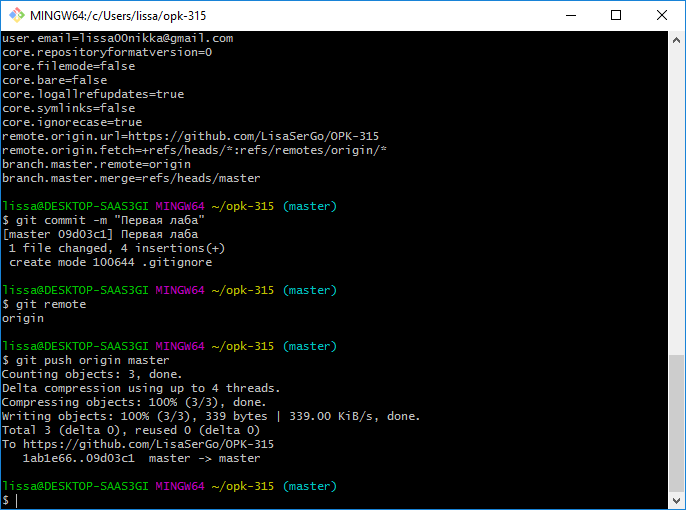 MINGW64:/c/Users/lissa/opk-315
user.email=lissa00nikka@gmail.com
core.repositoryformatversion=0
core.filemode=false
core.bare=false
core.logallrefupdates=true
core.symlinks=false
core.ignorecase=true
remote.origin.url=https://github.com/LisaSerGo/OPK-315
remote.origin.fetch=+refs/heads/*:refs/remotes/origin/*
branch.master.remote=origin
branch.master.merge=refs/heads/master
lissa@DESKTOP-SAAS3GI MINGW64 ~/opk-315 (master)
$ git commit -m "Первая лаба"
[master 09d03c1] Первая лаба
1 file changed, 4 insertions(+)
create mode 100644 .gitignore
lissa@DESKTOP-SAAS3GI MINGW64 ~/opk-315 (master)
$ git remote
origin
lissa@DESKTOP-SAAS3GI MINGW64 ~/opk-315 (master)
$ git push origin master
Counting objects: 3, done.
Delta compression using up to 4 threads.
Compressing objects: 100% (3/3), done.
Writing objects: 100% (3/3), 339 bytes | 339.00 KiB/s, done.
Total 3 (delta 0), reused 0 (delta 0)
To https://github.com/LisaSerGo/OPK-315
1ab1e66..09d03c1  master -> master
lissa@DESKTOP-SAAS3GI MINGW64 ~/opk-315 (master)
$